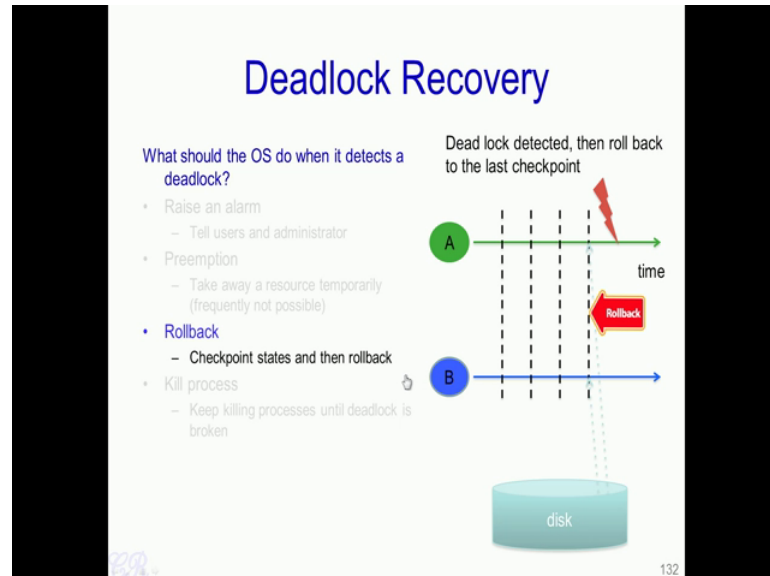 Deadlock Recovery
What should the OS do when it detects a
deadlock?
• Raise an alarm
– Tell users and administrator
• Preemption
– Take away a resource temporarily
(frequently not possible)
• Rollback
– Checkpoint states and then rollback
• Kill process
– Keep killing processes until deadlock is
broken
Dead lock detected, then roll back
to the last checkpoint
A
time
Rollback
B
disk
132